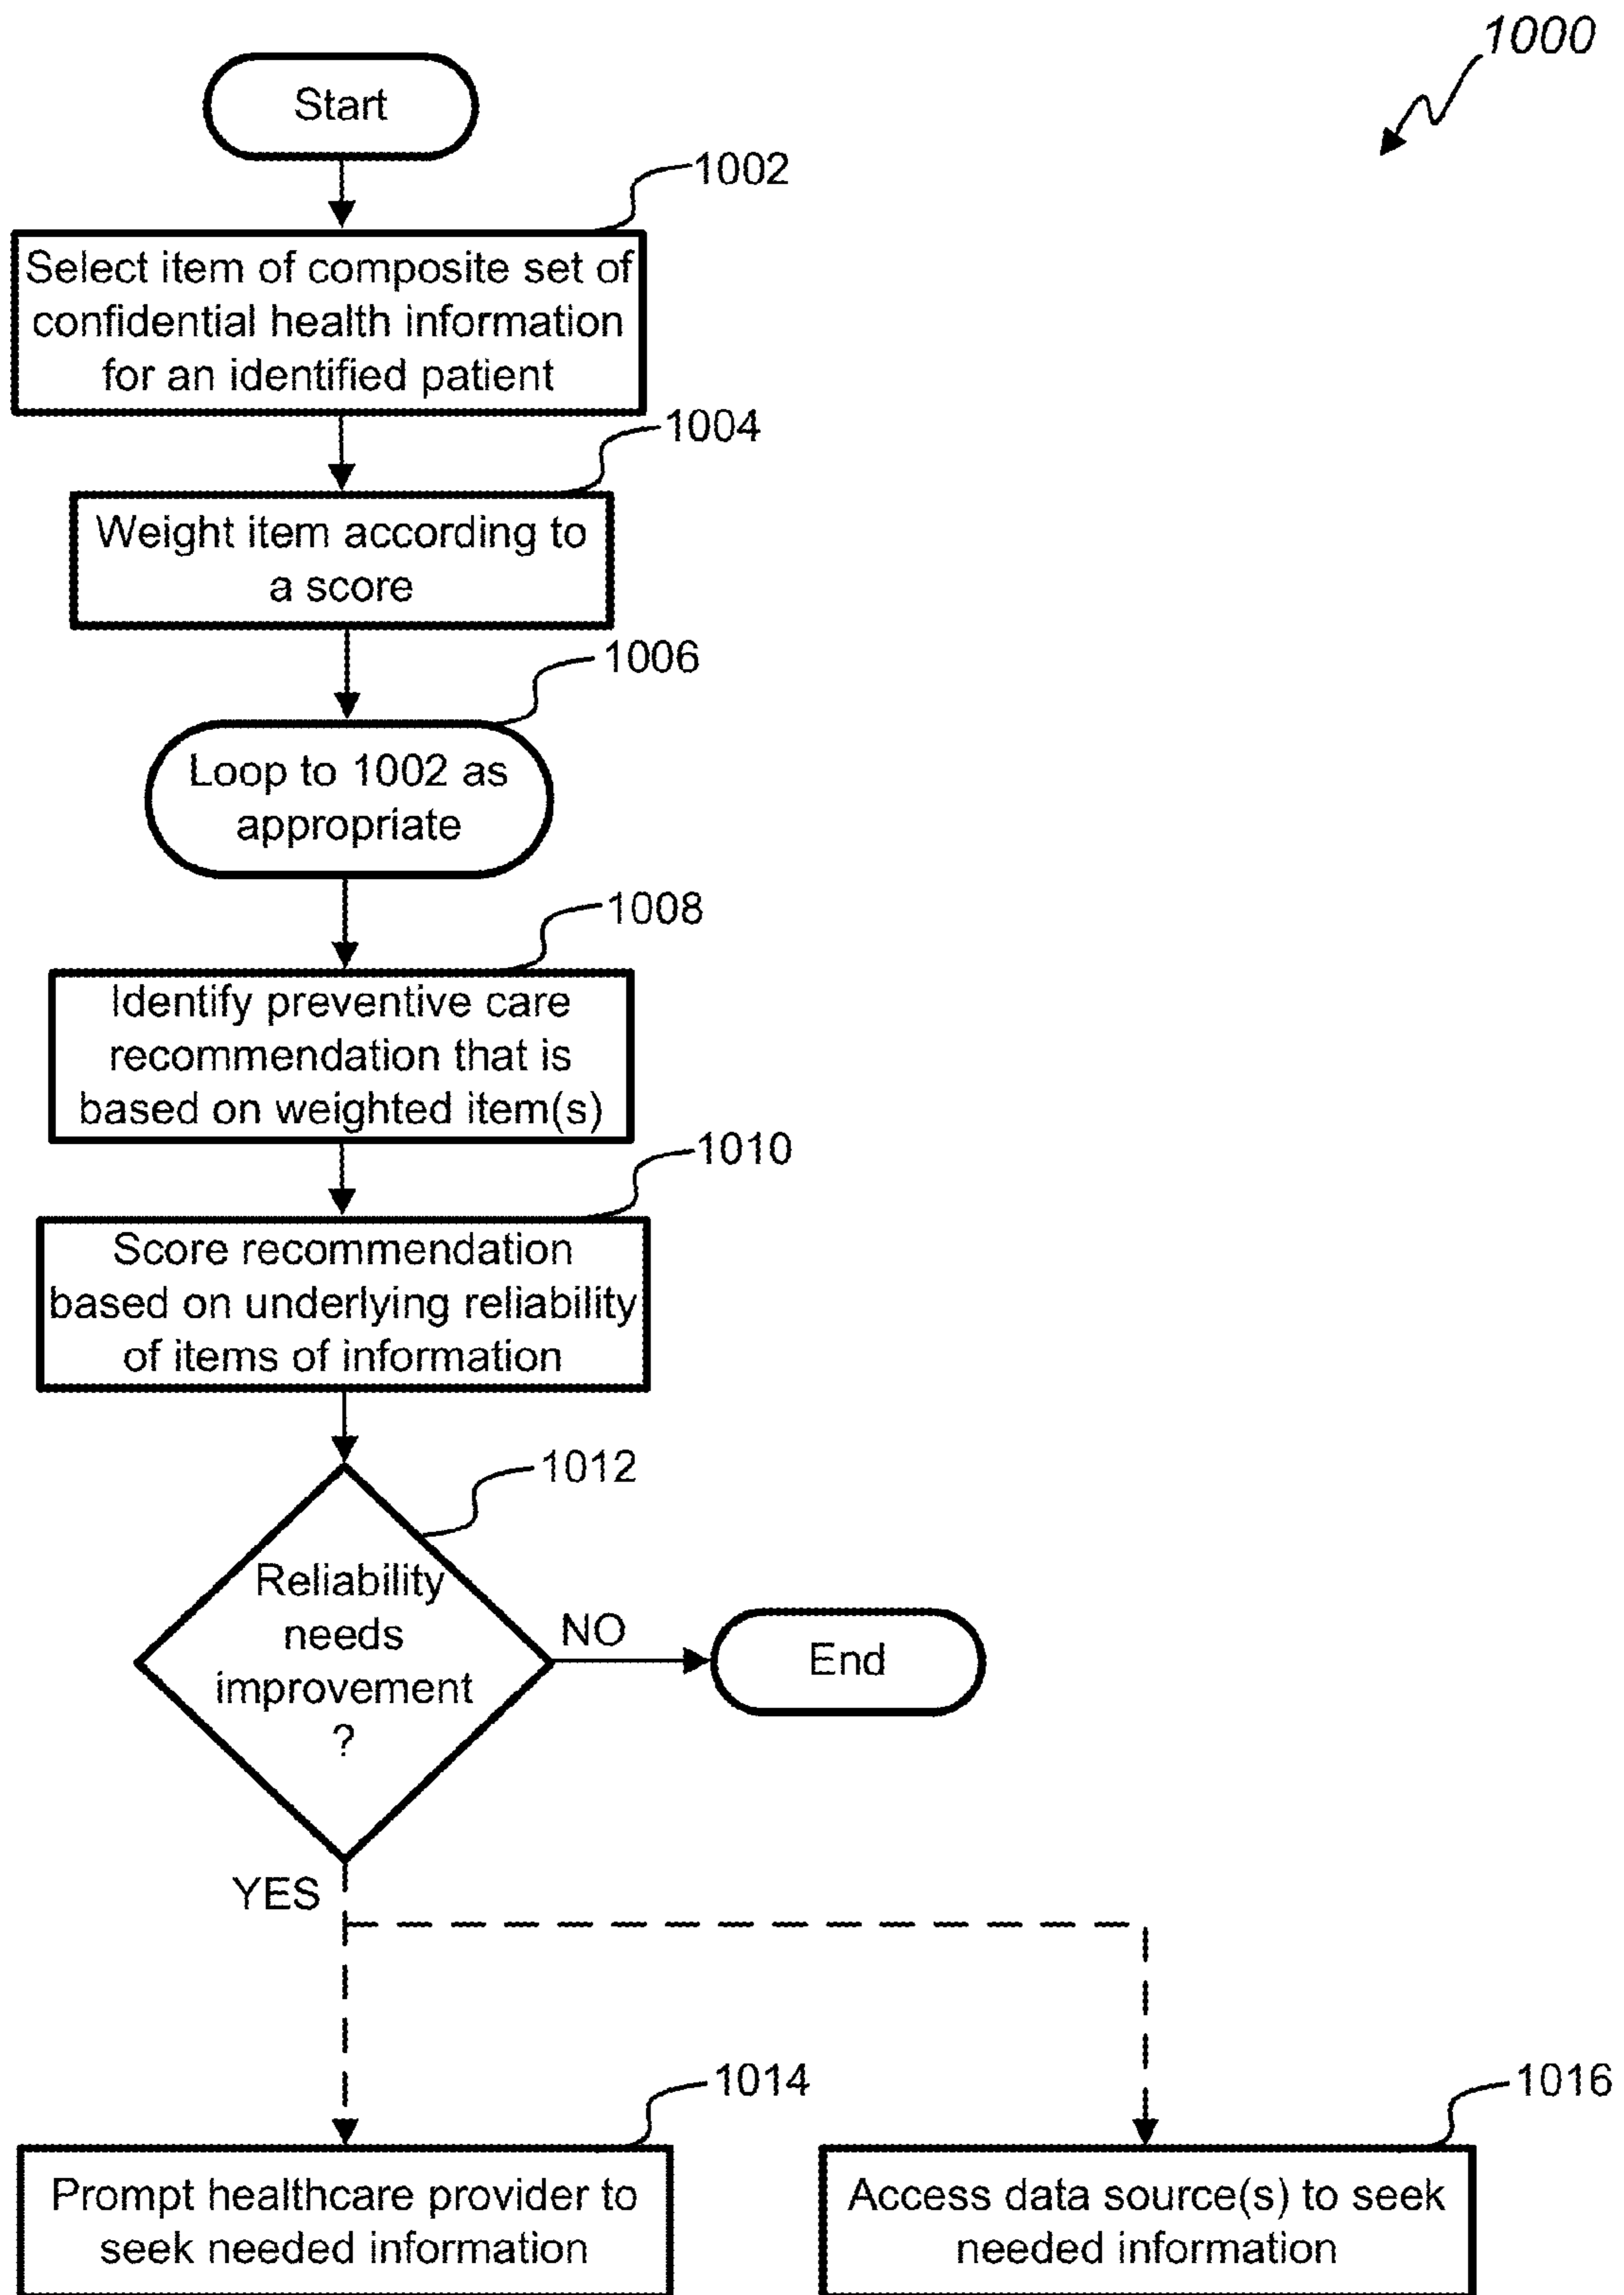 1000
Start
1002
Select item of composite set of
confidential health information
for an identified patient
1004
Weight item according to
a score
1006
Loop to 1002 as
appropriate
1008
Identify preventive care
recommendation that is
based on weighted item(s)
1010
Score recommendation
based on underlying reliability
of items of information
1012
Reliability
needs
improvement
?
NO
End
YES
1014
Prompt healthcare provider to
seek needed information
1016
Access data source(s) to seek
needed information